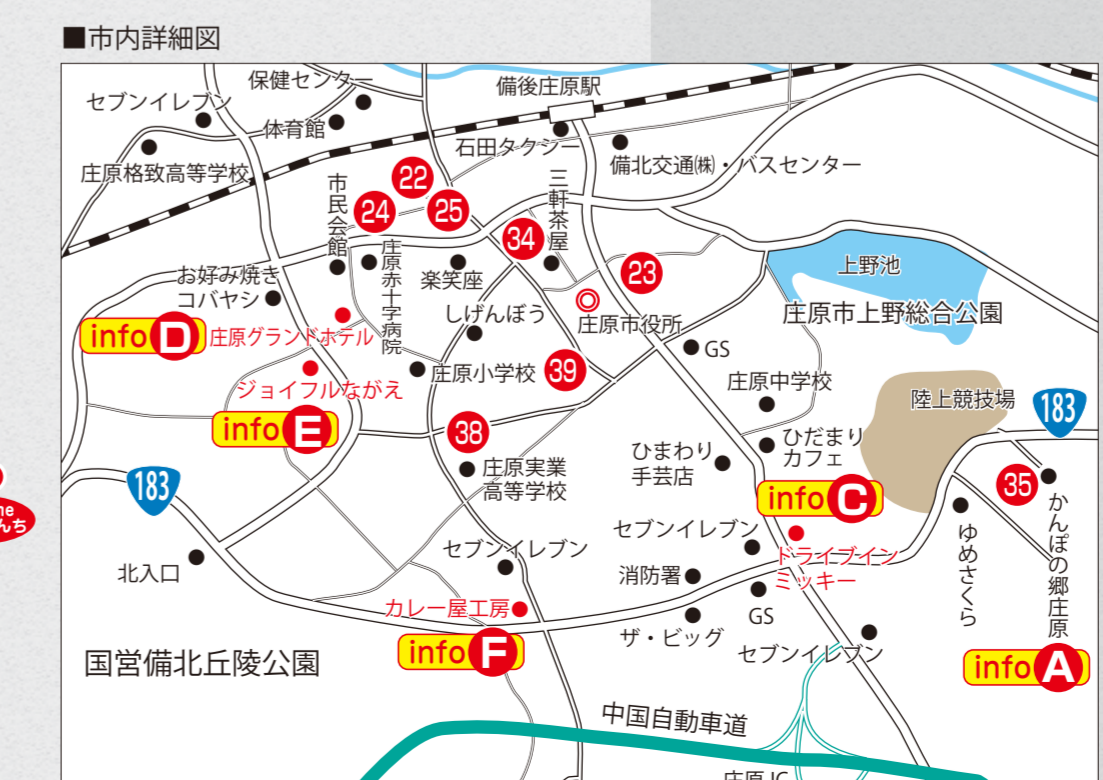 ■市内詳細図
保健センター
備後庄原駅
セブンイレブン
体育館
石田タクシー
庄原格致高等学校
備北交通㈱・バスセンター
22
三軒茶屋
市民会館
24
25
34
庄原赤十字病院
楽笑座
23
上野池
お好み焼き
コバヤシ
しげんぼう
庄原市役所
庄原市上野総合公園
info D
庄原グランドホテル
GS
庄原小学校
39
ジョイフルながえ
庄原中学校
陸上競技場
183
info E
38
ひだまり
カフェ
ひまわり
手芸店
庄原実業
高等学校
183
info C
35
かんぽの郷庄原
ゆめさくら
セブンイレブン
ドライブイン
ミッキー
セブンイレブン
北入口
消防署
カレー屋工房
GS
ザ・ビッグ
info F
セブンイレブン
info A
国営備北丘陵公園
中国自動車道
庄原IC